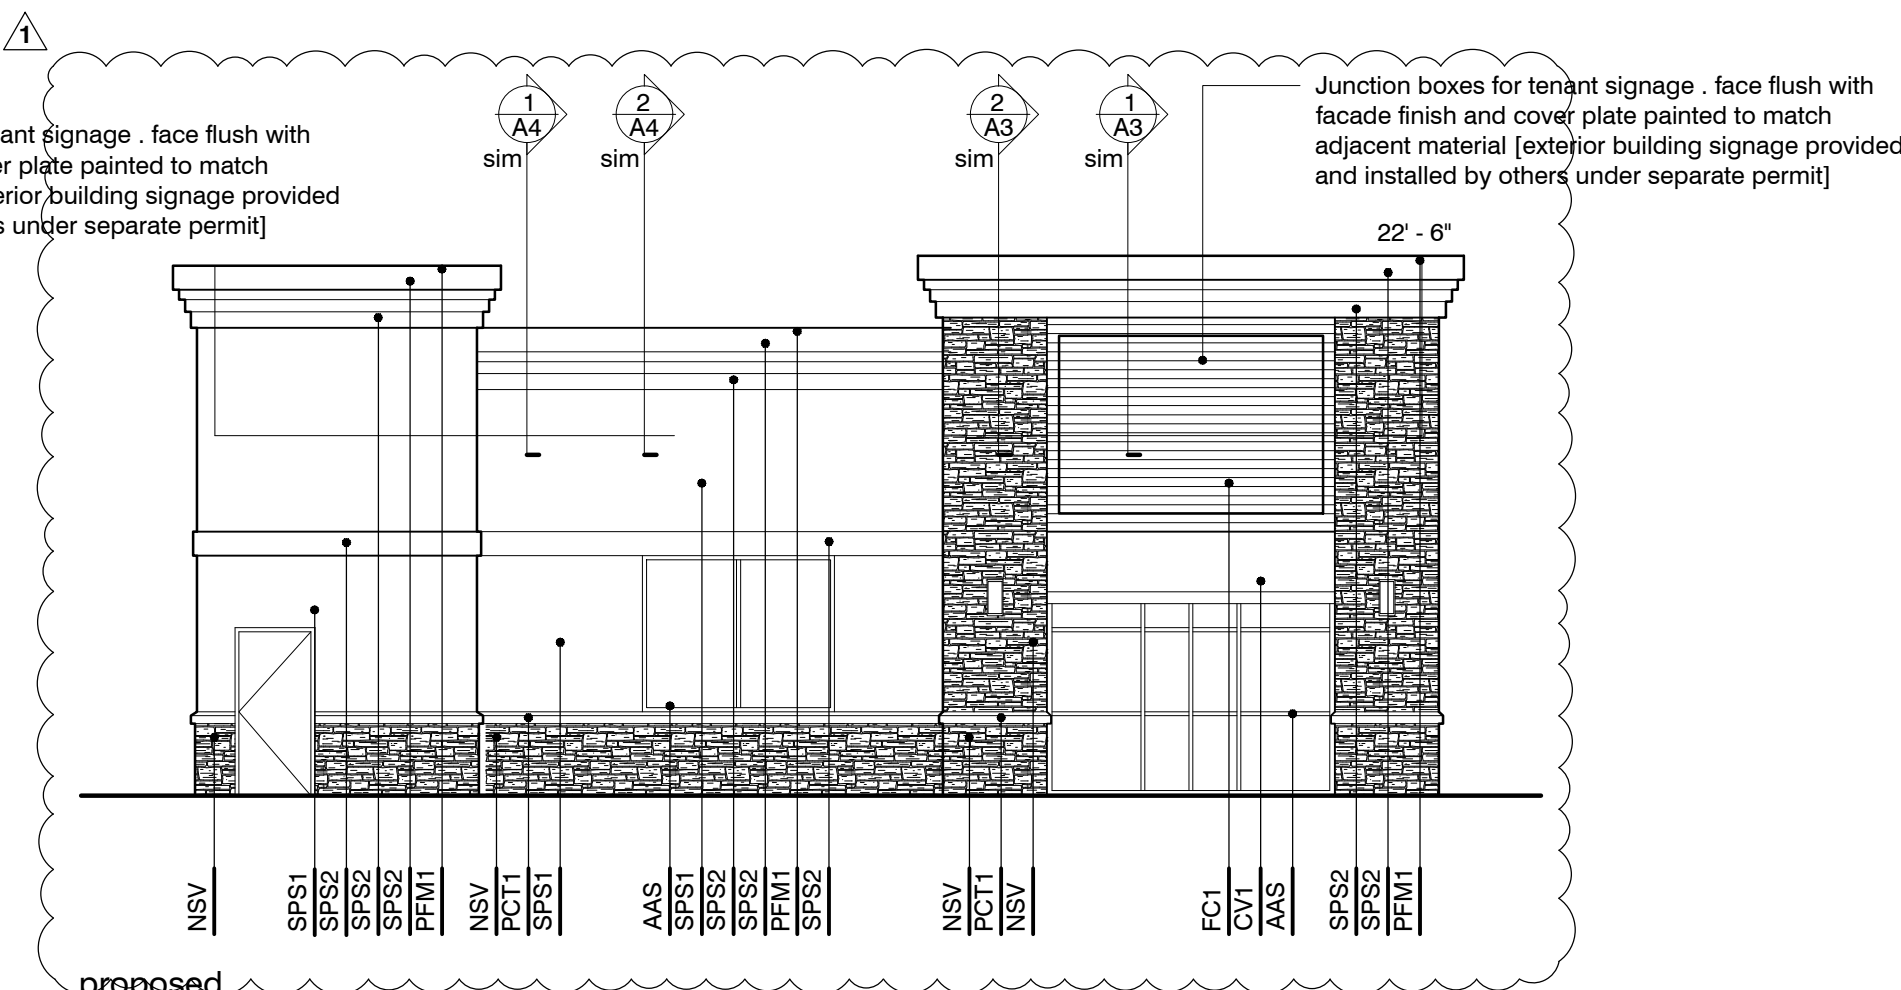 1
1
A4
sim
2
A4
sim
2
A3
sim
1
A3
sim
Junction boxes for tenant signage . face flush with
facade finish and cover plate painted to match
adjacent material [exterior building signage provided
and installed by others under separate permit]
ant signage . face flush with
er plate painted to match
erior building signage provided
s under separate permit]
22' - 6"
NSV
SPS1
SPS2
SPS2
SPS2
PFM1
NSV
PCT1
SPS1
AAS
SPS1
SPS2
SPS2
PFM1
SPS2
NSV
PCT1
NSV
FC1
CV1
AAS
SPS2
SPS2
PFM1
proposed